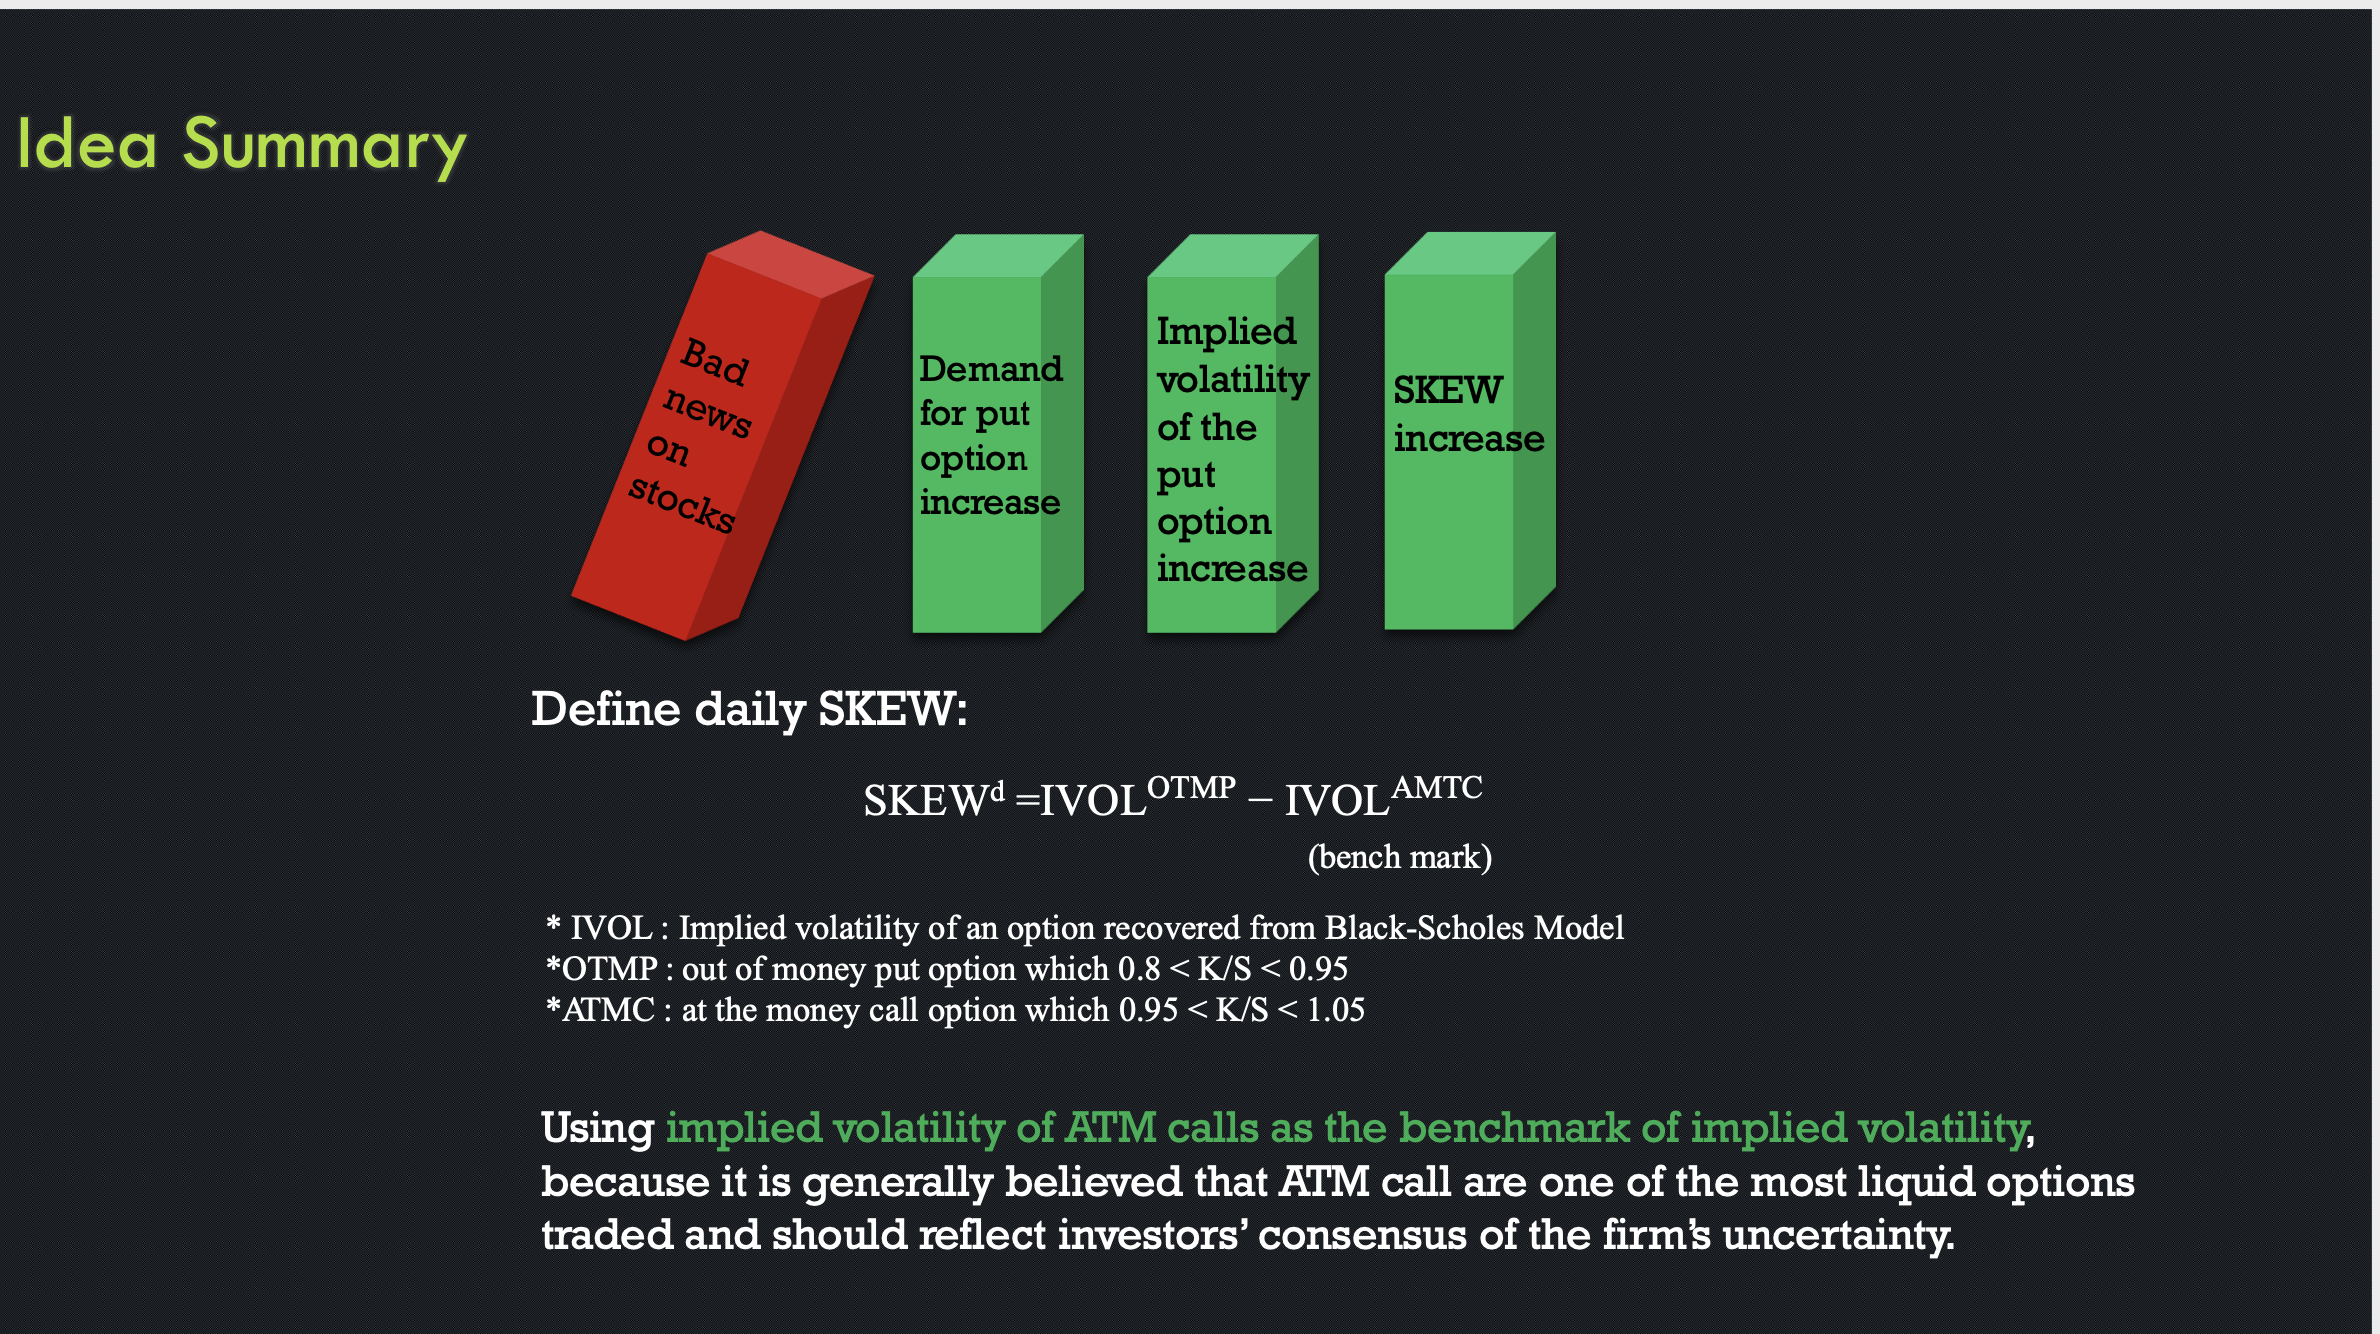 Idea Summary
Bad
news
on
stocks
Demand
for put
option
increase
Implied
volatility
of the
put
option
increase
SKEW
increase
Define daily SKEW:
SKEWᵈ =IVOL^OTMP − IVOL^AMTC
(bench mark)
* IVOL : Implied volatility of an option recovered from Black-Scholes Model
*OTMP : out of money put option which 0.8 < K/S < 0.95
*ATMC : at the money call option which 0.95 < K/S < 1.05
Using implied volatility of ATM calls as the benchmark of implied volatility,
because it is generally believed that ATM call are one of the most liquid options
traded and should reflect investors’ consensus of the firm’s uncertainty.